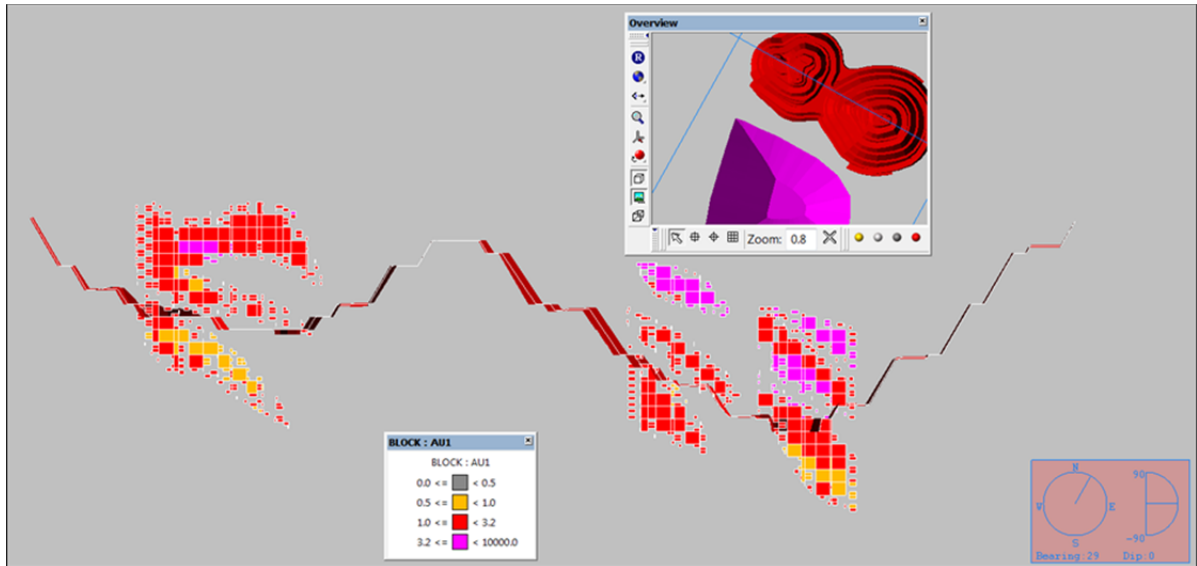 Overview
R
Zoom: 0.8
BLOCK : AU1
BLOCK : AU1
0.0 <= < 0.5
0.5 <= < 1.0
1.0 <= < 3.2
3.2 <= < 10000.0
N
W E
S
90
-90
Bearing:29 Dip:0